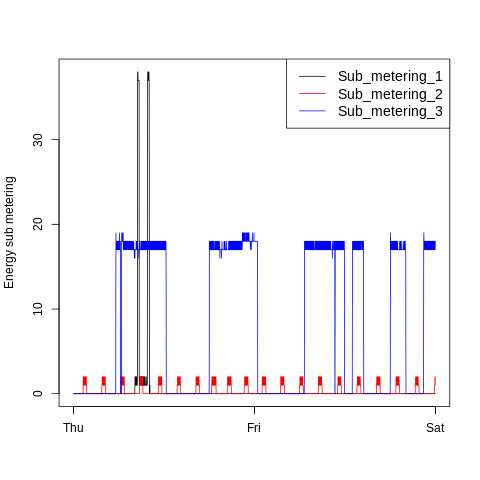 Sub_metering_1
Sub_metering_2
Sub_metering_3
Energy sub metering
30
20
10
0
Thu
Fri
Sat